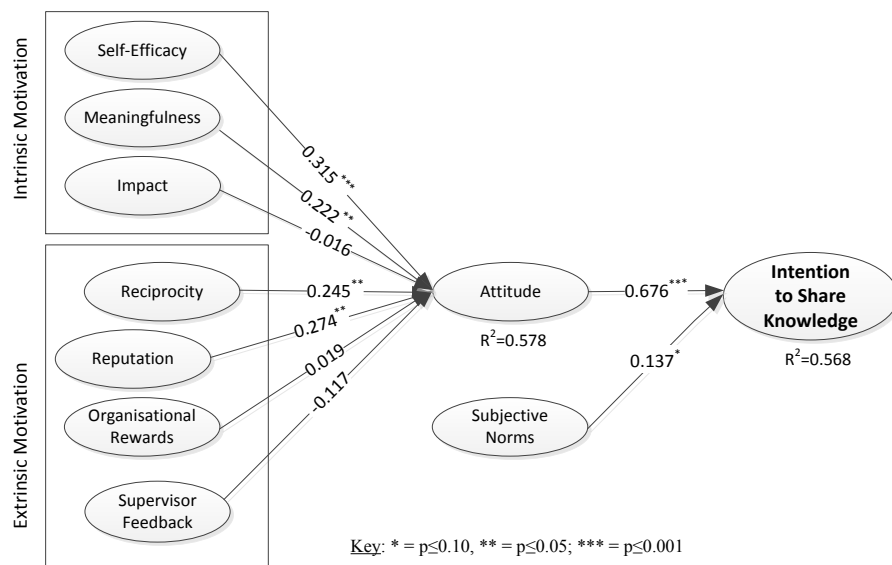 Intrinsic Motivation
Self-Efficacy
Meaningfulness
Impact
0.315 ***
0.222 **
-0.016
Extrinsic Motivation
Reciprocity
Reputation
Organisational
Rewards
Supervisor
Feedback
0.245 **
0.274 **
0.019
-0.117
Attitude
R²=0.578
0.676 ***
Intention
to Share
Knowledge
R²=0.568
0.137 *
Subjective
Norms
Key: * = p≤0.10, ** = p≤0.05; *** = p≤0.001